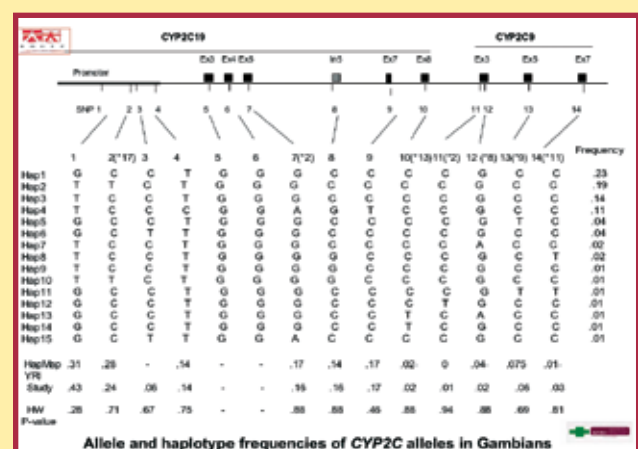 CYP2C19 CYP2C9
Ex3 Ex4 Ex5 In5 Ex7 Ex8 Ex3 Ex5 Ex7
Promoter
SNP 1 2 3 4 5 6 7 8 9 10 11 12 13 14
1 2(*17) 3 4 5 6 7(*2) 8 9 10(*13) 11(*2) 12 (*8) 13(*9) 14(*11) Frequency
Hap1 G C C T G G G C C C C G C C .23
Hap2 T T C T G G G C C C C G C C .19
Hap3 T C C T G G G C C C C G C C .14
Hap4 T C C C G G A G T C C G C C .11
Hap5 G C C T G G G C C C C G T C .04
Hap6 G C T T G G G C C C C G C C .04
Hap7 T C C T G G G C C C C A C C .02
Hap8 T C C T G G G C C C C G C T .02
Hap9 .01
Hap10 T T C T G G G C C C .01
Hap11 G C C T G G G C C C C G T T .01
Hap12 G C C T G G G C C C T G C C .01
Hap13 G C C T G G G C C T C A C C .01
Hap14 G C C T G G G C C T C G C C .01
Hap15 G C T T G G A C C C C G C C .01
HapMap .31 .28 - .14 - - .17 .14 .17 .02- 0 .04- .075 .01-
YRI
Study .43 .24 .06 .14 - - .16 .16 .17 .02 .01 .02 .06 .03
HW .28 .71 .67 .75 - - .88 .88 .46 .88 .94 .88 .69 .81
P-value
Allele and haplotype frequencies of CYP2C alleles in Gambians